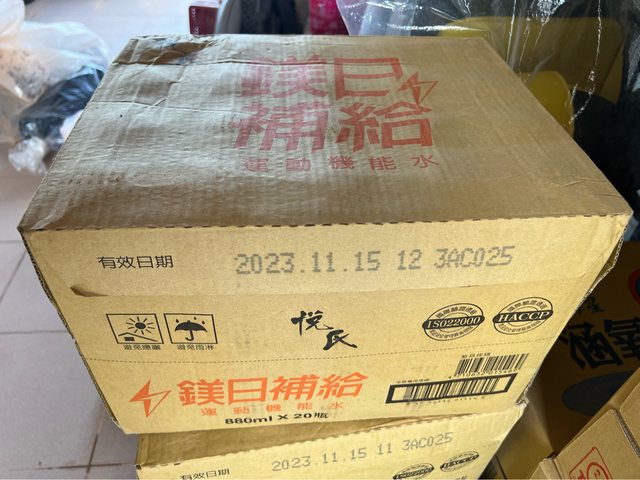 鎂日
補給
運動機能水
有效日期
2023.11.15 12 3AC025
悅氏
ISO22000
HACCP
避免曝曬
避免雨淋
鎂日補給
運動機能水
880ml X 20瓶
有效日期
2023.11.15 11 3AC025